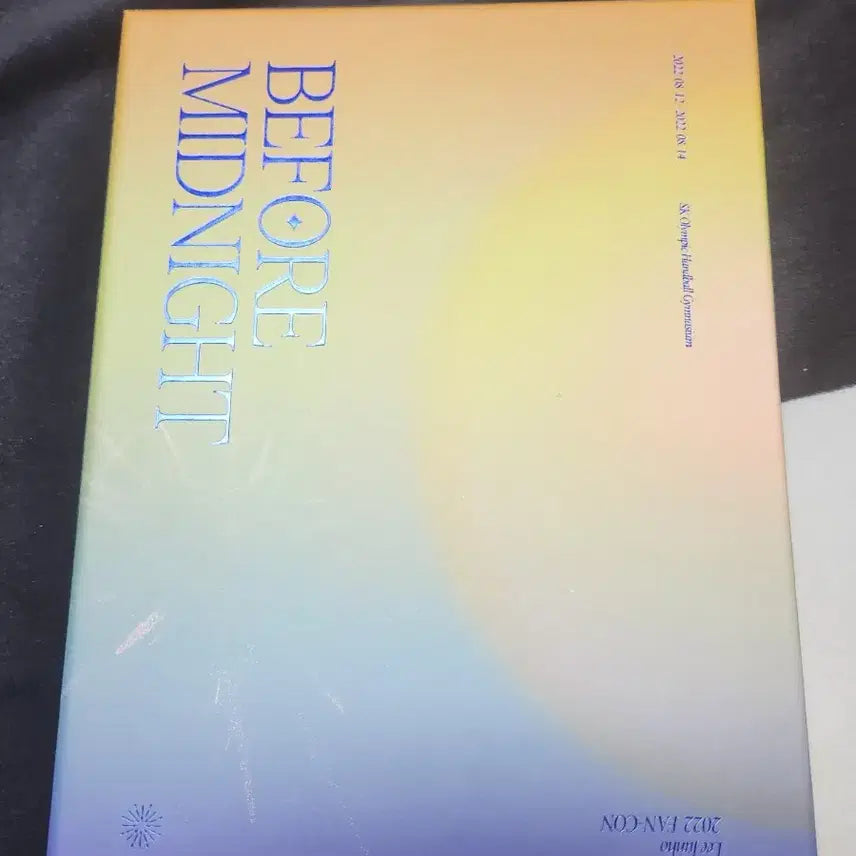 BEFORE
MIDNIGHT
2022 08 12 - 2022 08 14
SK Olympic Handball Gymnasium
Lee Junho
2022 FAN-CON